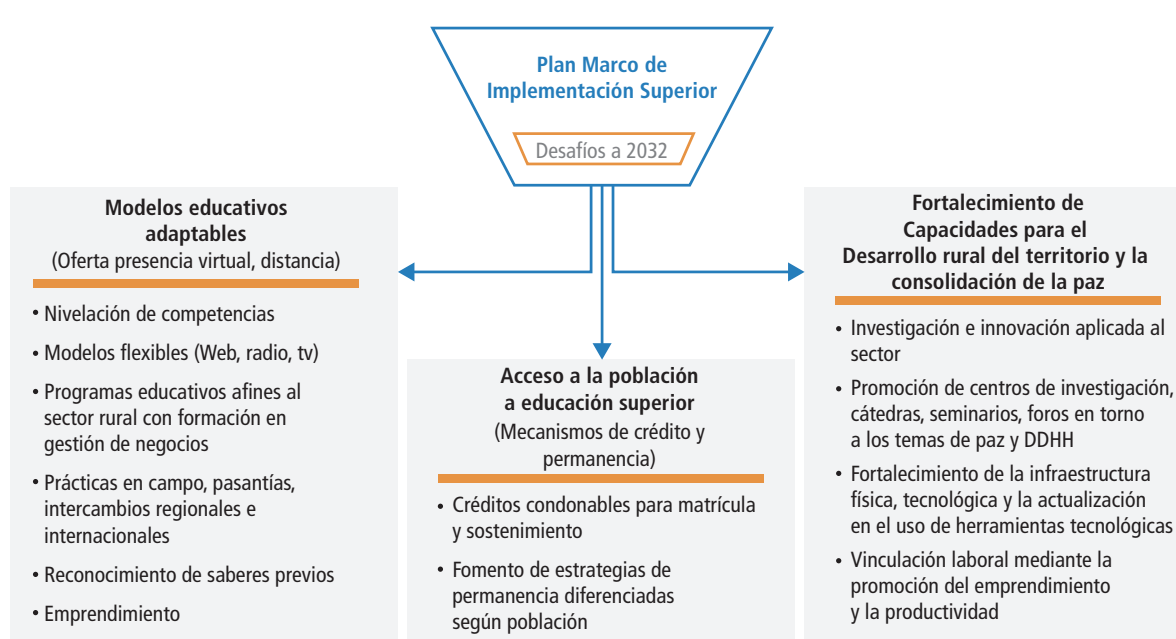 Plan Marco de
Implementación Superior
Desafíos a 2032
Modelos educativos
adaptables
(Oferta presencia virtual, distancia)
• Nivelación de competencias
• Modelos flexibles (Web, radio, tv)
• Programas educativos afines al
sector rural con formación en
gestión de negocios
• Prácticas en campo, pasantías,
intercambios regionales e
internacionales
• Reconocimiento de saberes previos
• Emprendimiento
Acceso a la población
a educación superior
(Mecanismos de crédito y
permanencia)
• Créditos condonables para matrícula
y sostenimiento
• Fomento de estrategias de
permanencia diferenciadas
según población
Fortalecimiento de
Capacidades para el
Desarrollo rural del territorio y la
consolidación de la paz
• Investigación e innovación aplicada al
sector
• Promoción de centros de investigación,
cátedras, seminarios, foros en torno
a los temas de paz y DDHH
• Fortalecimiento de la infraestructura
física, tecnológica y la actualización
en el uso de herramientas tecnológicas
• Vinculación laboral mediante la
promoción del emprendimiento
y la productividad